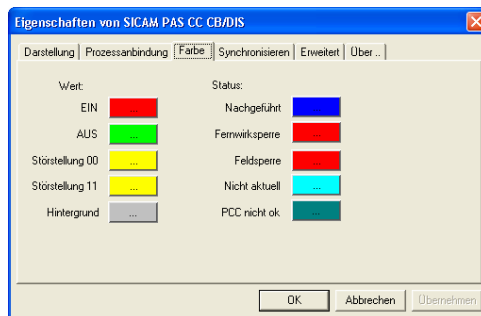 Eigenschaften von SICAM PAS CC CB/DIS
Darstellung Prozessanbindung Farbe Synchronisieren Erweitert Über ..
Wert: Status:
EIN ... Nachgeführt ...
AUS ... Fernwirksperre ...
Störstellung 00 ... Feldsperre ...
Störstellung 11 ... Nicht aktuell ...
Hintergrund ... PCC nicht ok ...
OK Abbrechen Übernehmen